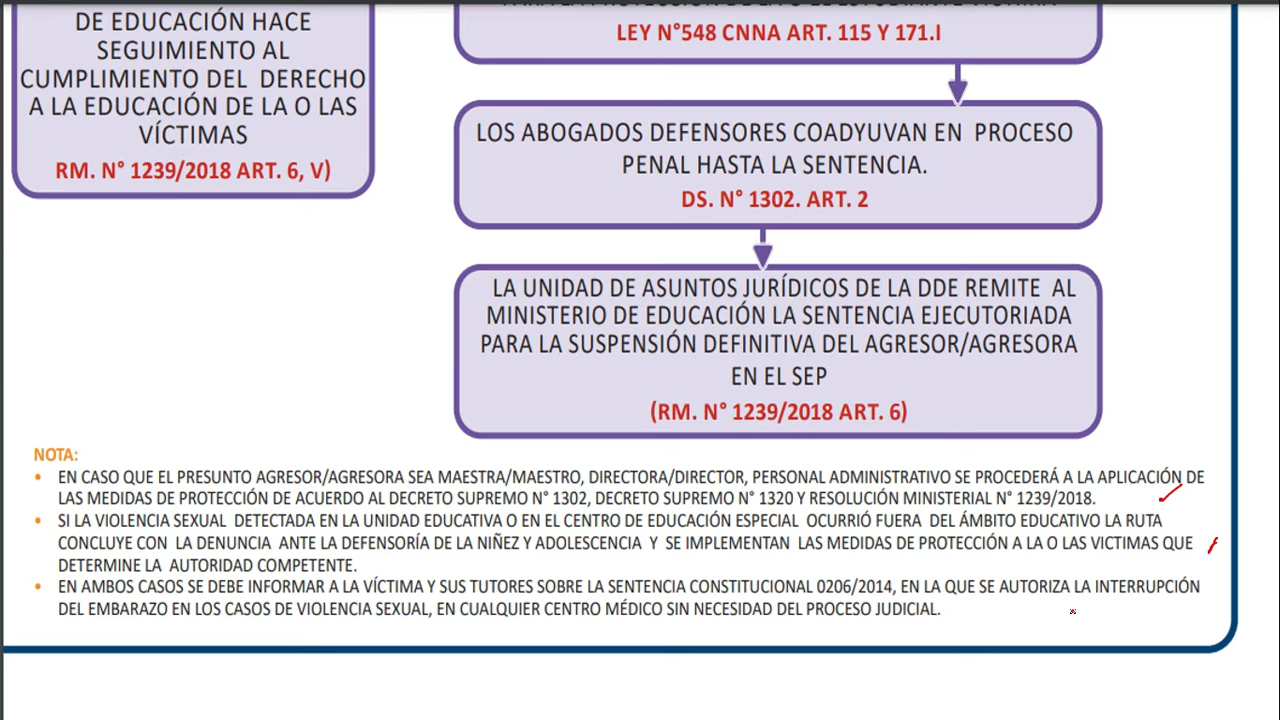 DE EDUCACIÓN HACE
SEGUIMIENTO AL
CUMPLIMIENTO DEL DERECHO
A LA EDUCACIÓN DE LA O LAS
VÍCTIMAS
RM. N° 1239/2018 ART. 6, V)
LEY N°548 CNNA ART. 115 Y 171.I
LOS ABOGADOS DEFENSORES COADYUVAN EN PROCESO
PENAL HASTA LA SENTENCIA.
DS. N° 1302. ART. 2
LA UNIDAD DE ASUNTOS JURÍDICOS DE LA DDE REMITE AL
MINISTERIO DE EDUCACIÓN LA SENTENCIA EJECUTORIADA
PARA LA SUSPENSIÓN DEFINITIVA DEL AGRESOR/AGRESORA
EN EL SEP
(RM. N° 1239/2018 ART. 6)
NOTA:
• EN CASO QUE EL PRESUNTO AGRESOR/AGRESORA SEA MAESTRA/MAESTRO, DIRECTORA/DIRECTOR, PERSONAL ADMINISTRATIVO SE PROCEDERÁ A LA APLICACIÓN DE
LAS MEDIDAS DE PROTECCIÓN DE ACUERDO AL DECRETO SUPREMO N° 1302, DECRETO SUPREMO N° 1320 Y RESOLUCIÓN MINISTERIAL N° 1239/2018.
• SI LA VIOLENCIA SEXUAL DETECTADA EN LA UNIDAD EDUCATIVA O EN EL CENTRO DE EDUCACIÓN ESPECIAL OCURRIÓ FUERA DEL ÁMBITO EDUCATIVO LA RUTA
CONCLUYE CON LA DENUNCIA ANTE LA DEFENSORÍA DE LA NIÑEZ Y ADOLESCENCIA Y SE IMPLEMENTAN LAS MEDIDAS DE PROTECCIÓN A LA O LAS VICTIMAS QUE
DETERMINE LA AUTORIDAD COMPETENTE.
• EN AMBOS CASOS SE DEBE INFORMAR A LA VÍCTIMA Y SUS TUTORES SOBRE LA SENTENCIA CONSTITUCIONAL 0206/2014, EN LA QUE SE AUTORIZA LA INTERRUPCIÓN
DEL EMBARAZO EN LOS CASOS DE VIOLENCIA SEXUAL, EN CUALQUIER CENTRO MÉDICO SIN NECESIDAD DEL PROCESO JUDICIAL.